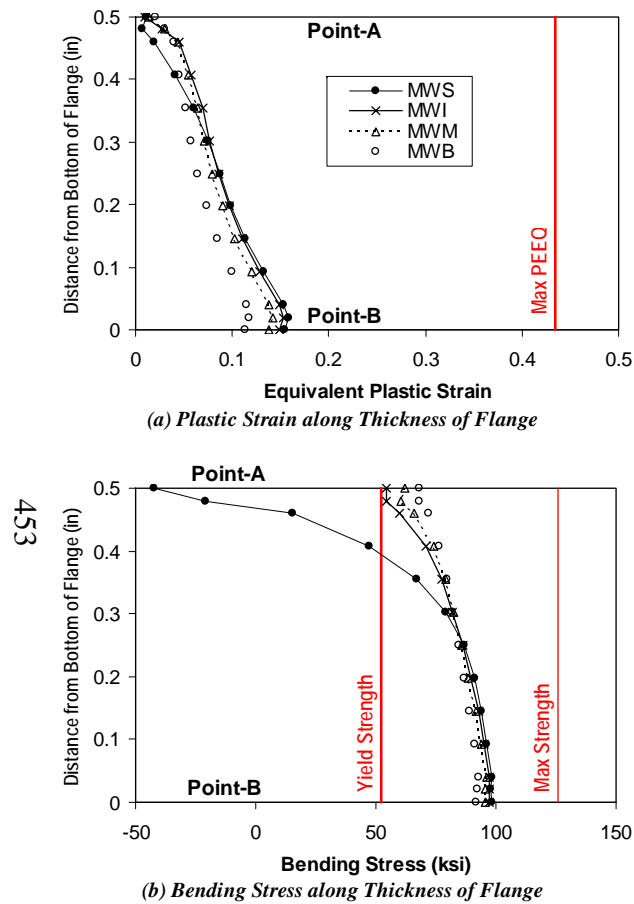 0.5
0.4
0.3
0.2
0.1
0
Distance from Bottom of Flange (in)
Point-A
MWS
MWI
MWM
MWB
Max PEEQ
Point-B
0
0.1
0.2
0.3
0.4
0.5
Equivalent Plastic Strain
(a) Plastic Strain along Thickness of Flange
453
Point-A
0.5
0.4
0.3
0.2
0.1
0
Distance from Bottom of Flange (in)
Yield Strength
Max Strength
Point-B
-50
0
50
100
150
Bending Stress (ksi)
(b) Bending Stress along Thickness of Flange